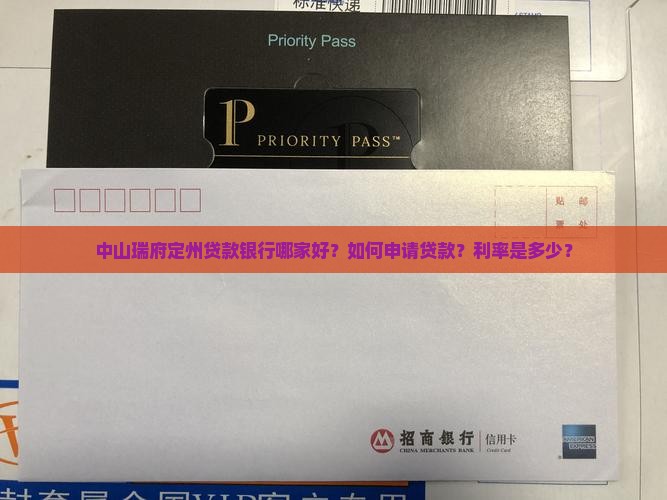 标准快递
Priority Pass
P PRIORITY PASS™
贴 邮
票 处
中山瑞府定州贷款银行哪家好？如何申请贷款？利率是多少？
招商银行 信用卡
CHINA MERCHANTS BANK Credit Card
AMERICAN
EXPRESS
®